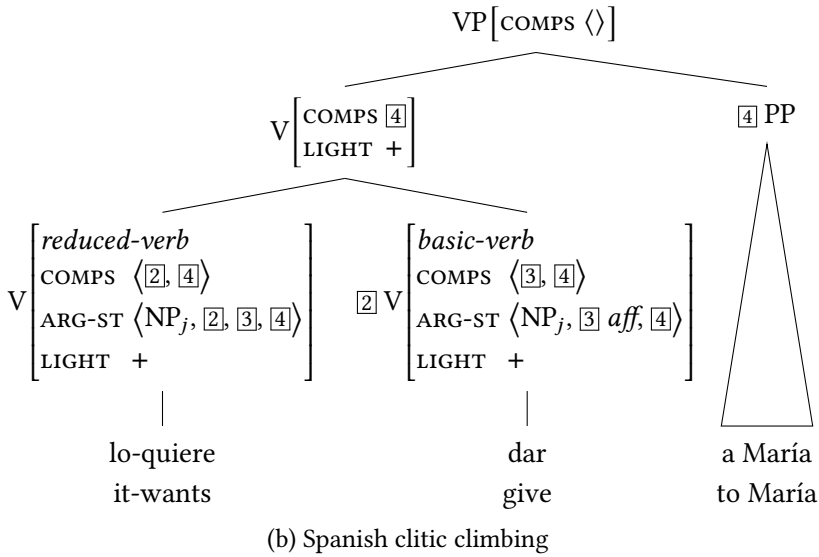 VP[COMPS ⟨⟩]
V[COMPS [4]
LIGHT +]
[4] PP
V[reduced-verb
COMPS ⟨[2], [4]⟩
ARG-ST ⟨NPj, [2], [3], [4]⟩
LIGHT +]
[2] V[basic-verb
COMPS ⟨[3], [4]⟩
ARG-ST ⟨NPj, [3] aff, [4]⟩
LIGHT +]
lo-quiere dar a María
it-wants give to María
(b) Spanish clitic climbing